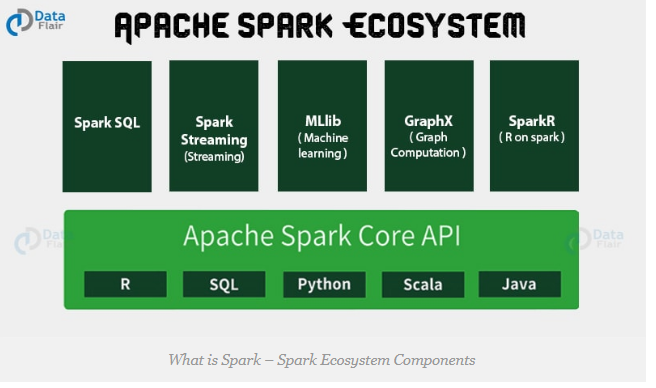 Data
Flair
APACHE SPARK ECOSYSTEM
Spark SQL
Spark
Streaming
(Streaming)
MLlib
( Machine
learning )
GraphX
( Graph
Computation )
SparkR
( R on spark )
Apache Spark Core API
R
SQL
Python
Scala
Java
Data
Flair
Data
Flair
What is Spark – Spark Ecosystem Components